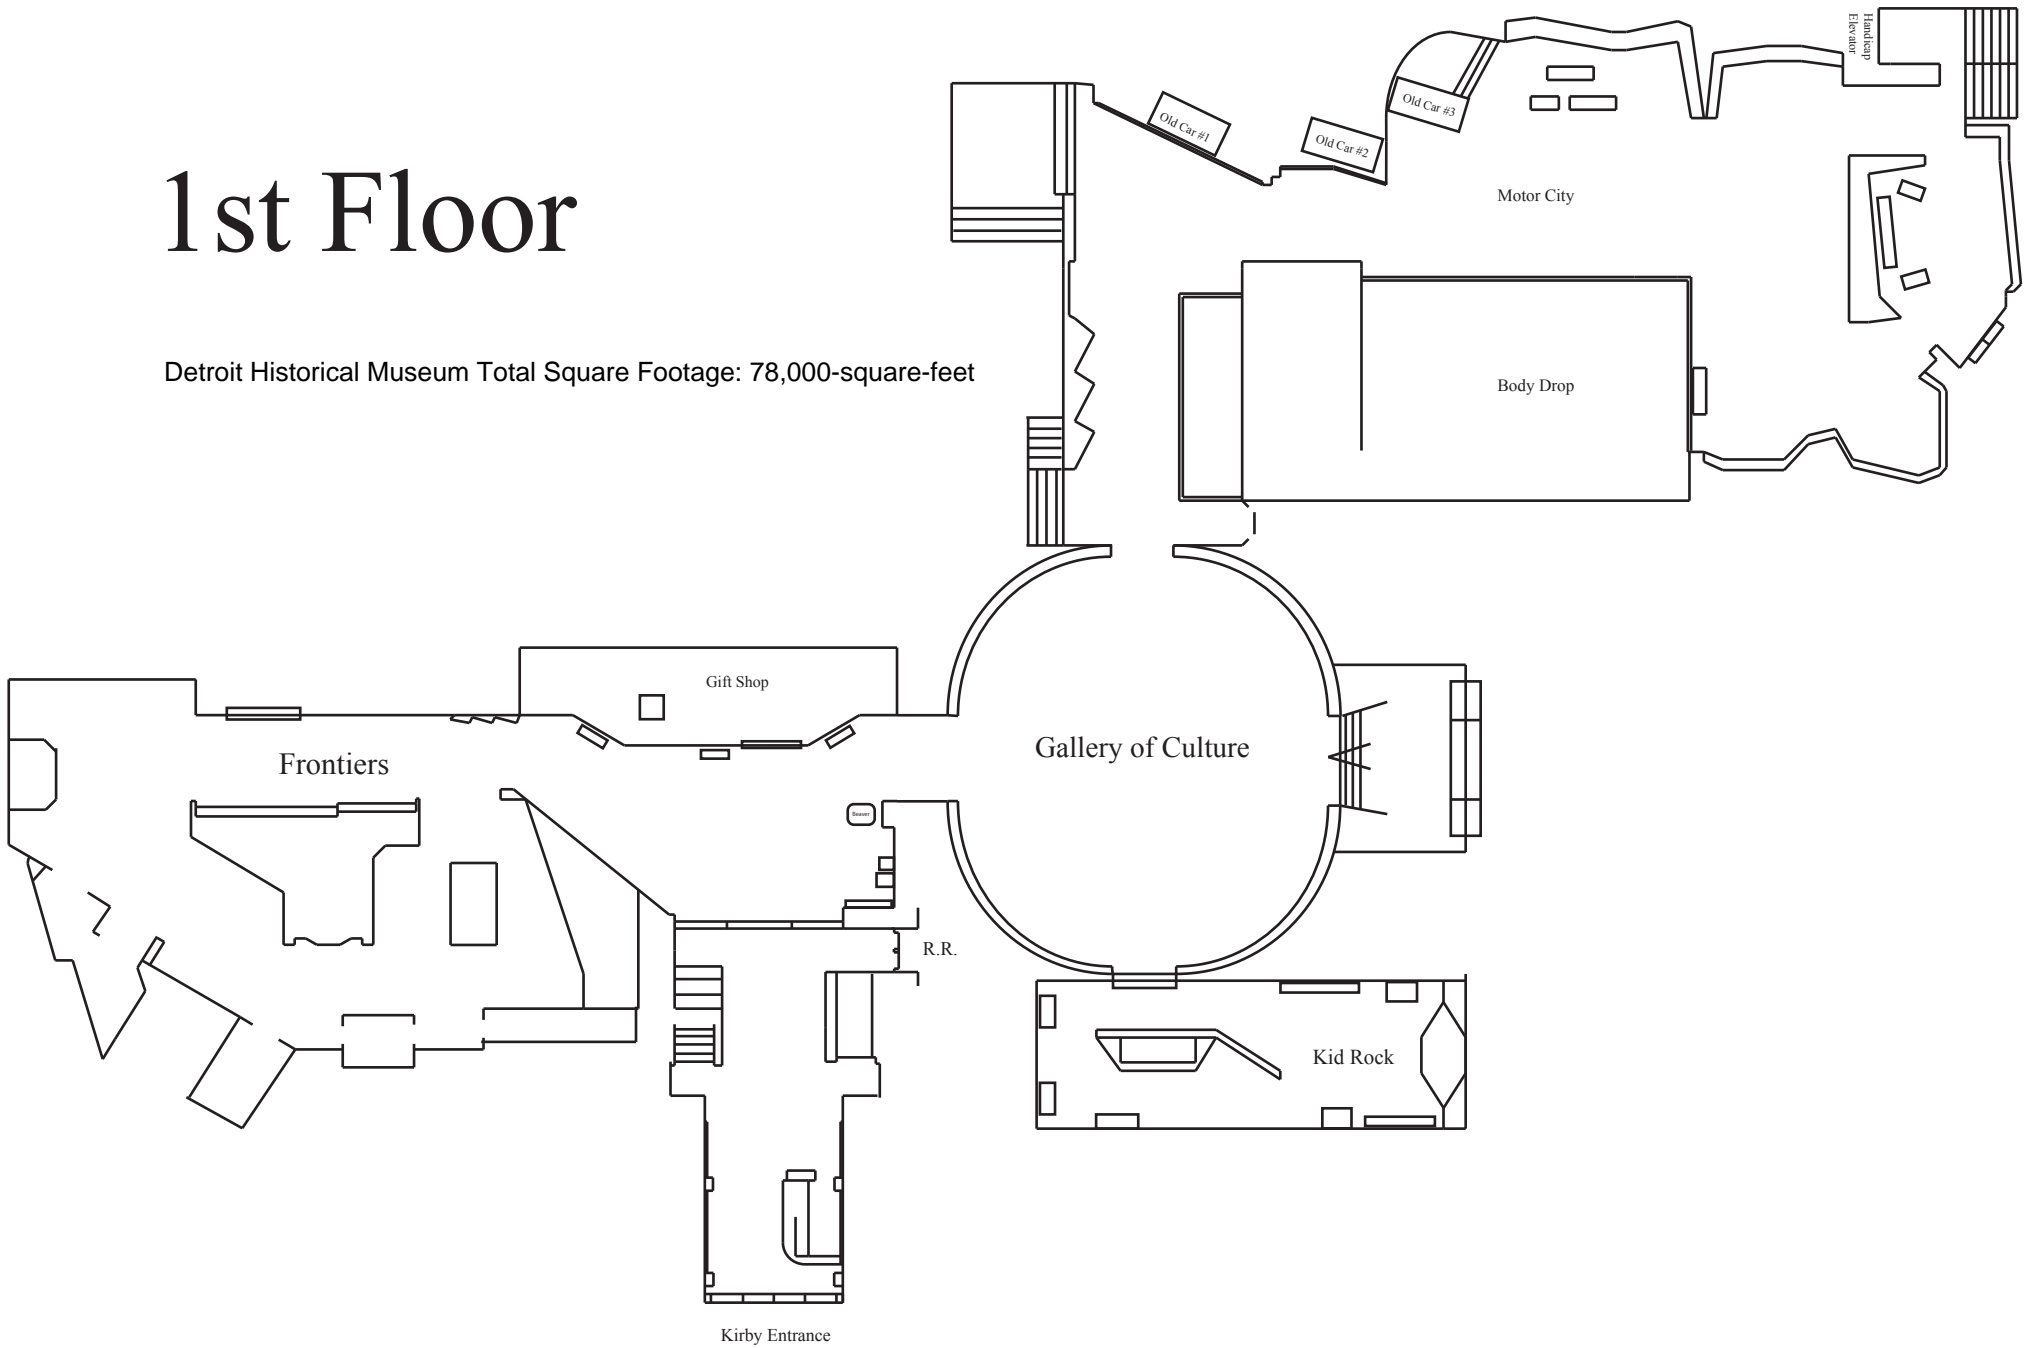 Handicap
Elevator
Old Car #1
Old Car #2
Old Car #3
1st Floor
Motor City
Detroit Historical Museum Total Square Footage: 78,000-square-feet
Body Drop
Gift Shop
Gallery of Culture
Frontiers
Beaver
R.R.
Kid Rock
Kirby Entrance